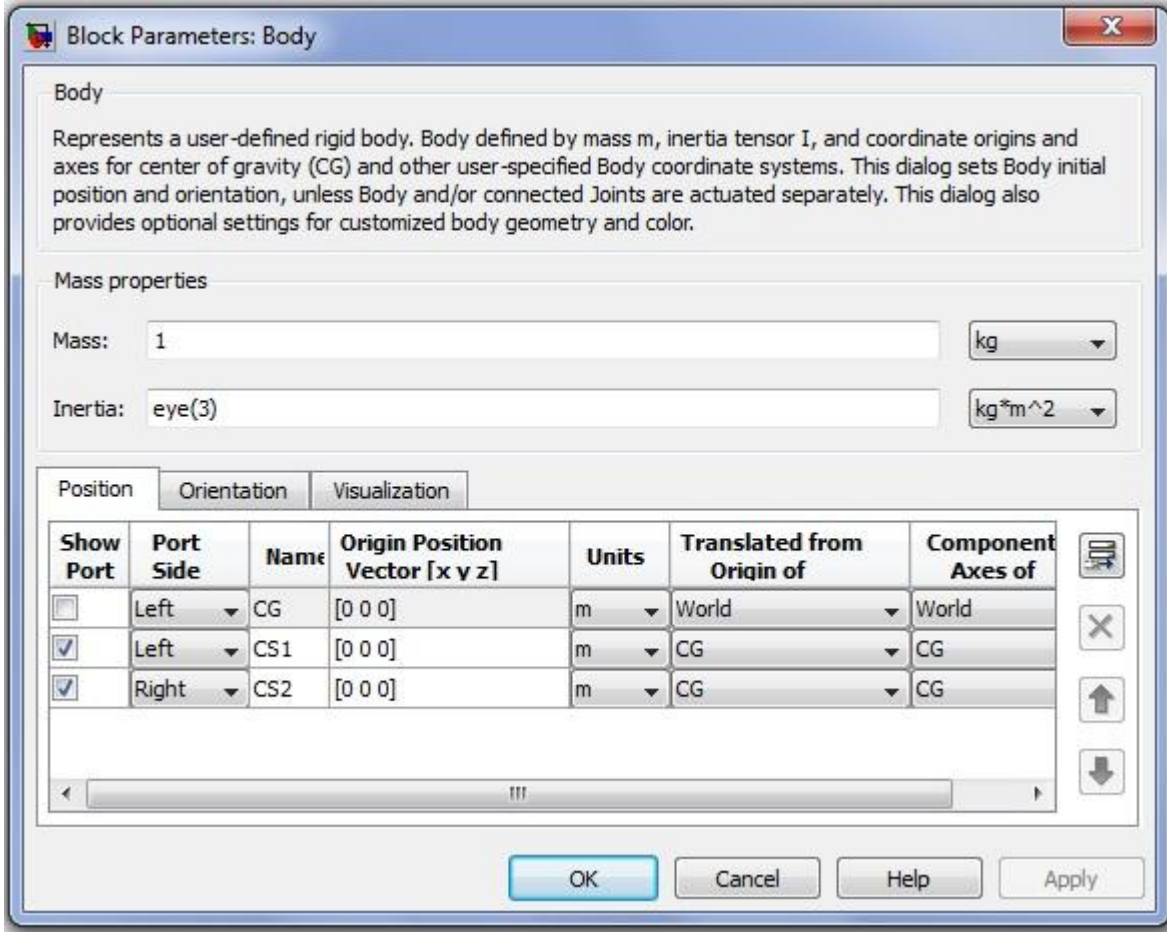 Block Parameters: Body
Body
Represents a user-defined rigid body. Body defined by mass m, inertia tensor I, and coordinate origins and
axes for center of gravity (CG) and other user-specified Body coordinate systems. This dialog sets Body initial
position and orientation, unless Body and/or connected Joints are actuated separately. This dialog also
provides optional settings for customized body geometry and color.
Mass properties
Mass: 1 kg
Inertia: eye(3) kg*m^2
Position Orientation Visualization
Show Port Name Origin Position Units Translated from Component
Port Side Vector [x y z] Origin of Axes of
Left CG [0 0 0] m World World
Left CS1 [0 0 0] m CG CG
Right CS2 [0 0 0] m CG CG
OK Cancel Help Apply